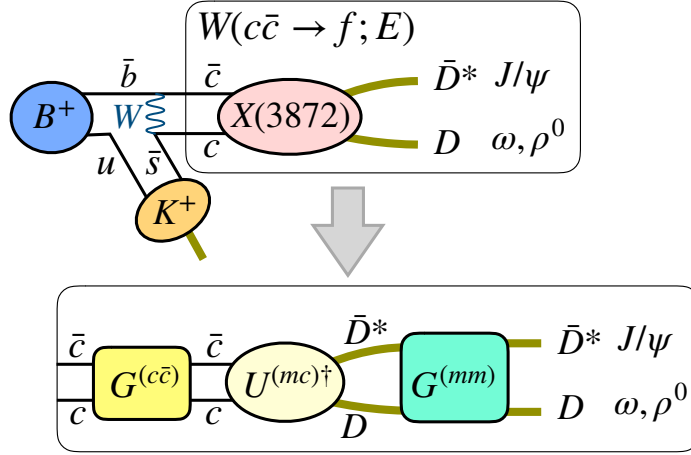 W(cc̄ → f; E)
b̄ c̄ D̄* J/ψ
B⁺ W X(3872)
u s̄ c D ω, ρ⁰
K⁺
c̄ c̄ D̄* D̄* J/ψ
G⁽ᶜᶜ̄⁾ U⁽ᵐᶜ⁾† G⁽ᵐᵐ⁾
c c D D ω, ρ⁰